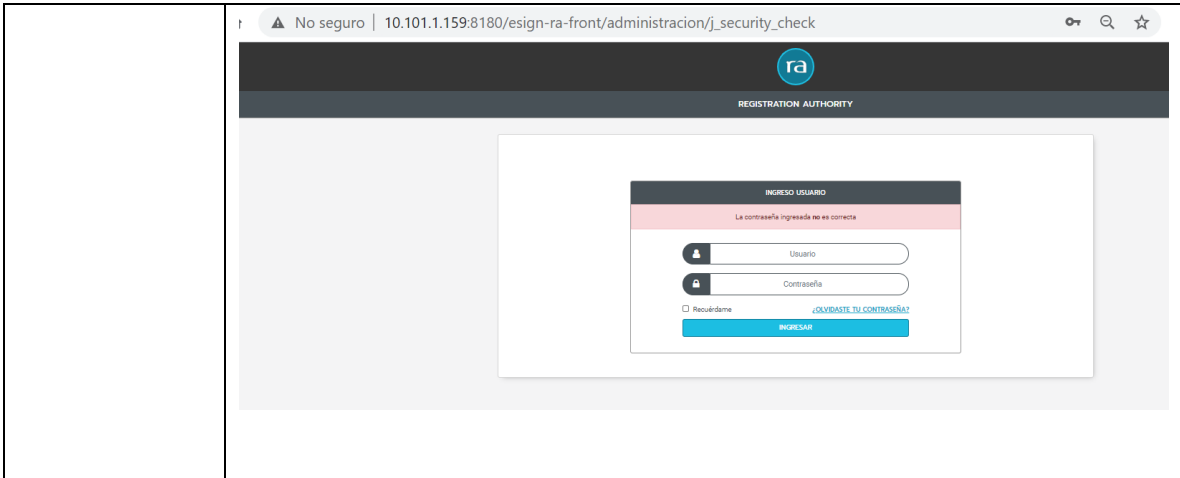 No seguro | 10.101.1.159:8180/esign-ra-front/administracion/j_security_check
ra
REGISTRATION AUTHORITY
INGRESO USUARIO
La contraseña ingresada no es correcta
Usuario
Contraseña
Recuérdame ¿OLVIDASTE TU CONTRASEÑA?
INGRESAR